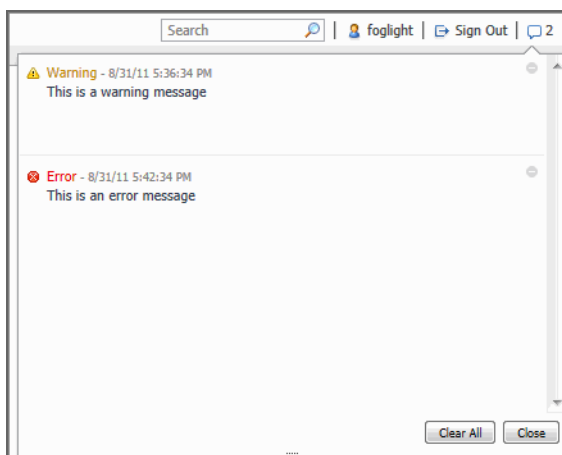 Search foglight Sign Out 2
Warning - 8/31/11 5:36:34 PM
This is a warning message
Error - 8/31/11 5:42:34 PM
This is an error message
Clear All Close